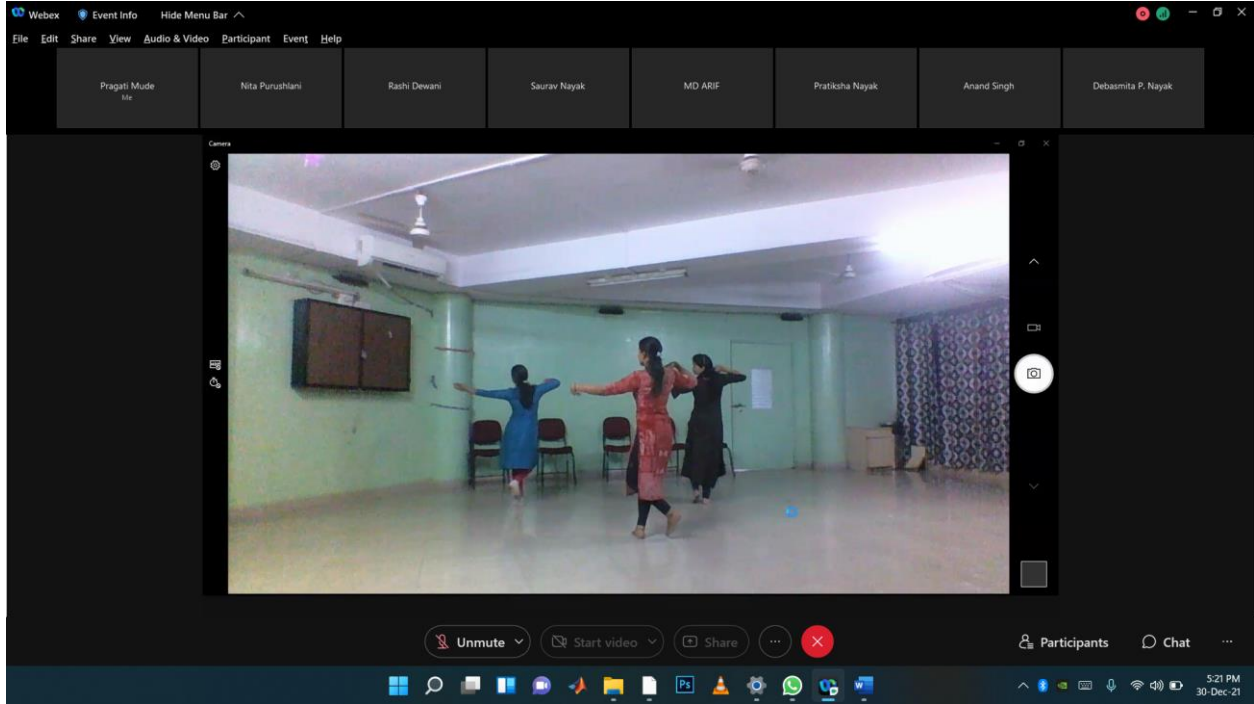 Webex Event Info Hide Menu Bar
File Edit Share View Audio & Video Participant Event Help
Pragati Mude
Me
Nita Purushlani
Rashi Dewani
Saurav Nayak
MD ARIF
Pratiksha Nayak
Anand Singh
Debasmita P. Nayak
Camera
Unmute
Start video
Share
Participants
Chat
Ps
W
5:21 PM
30-Dec-21